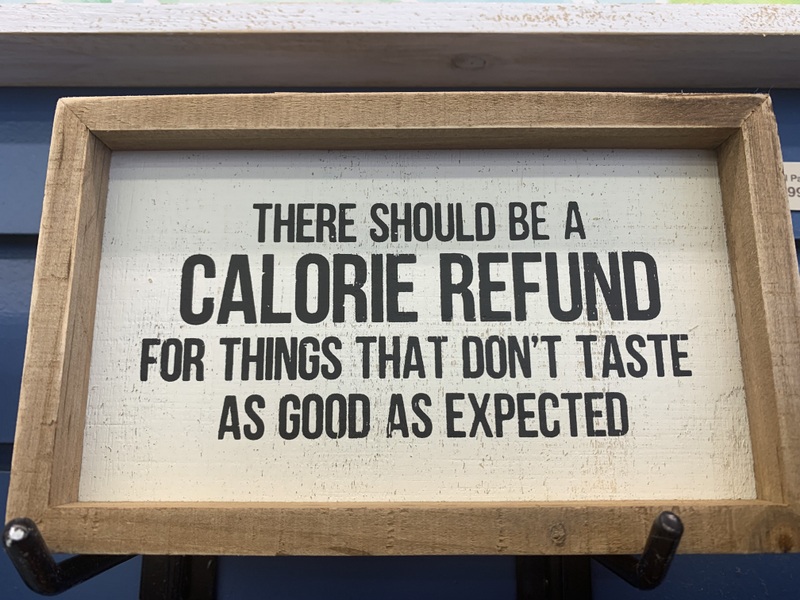 THERE SHOULD BE A
CALORIE REFUND
FOR THINGS THAT DON'T TASTE
AS GOOD AS EXPECTED